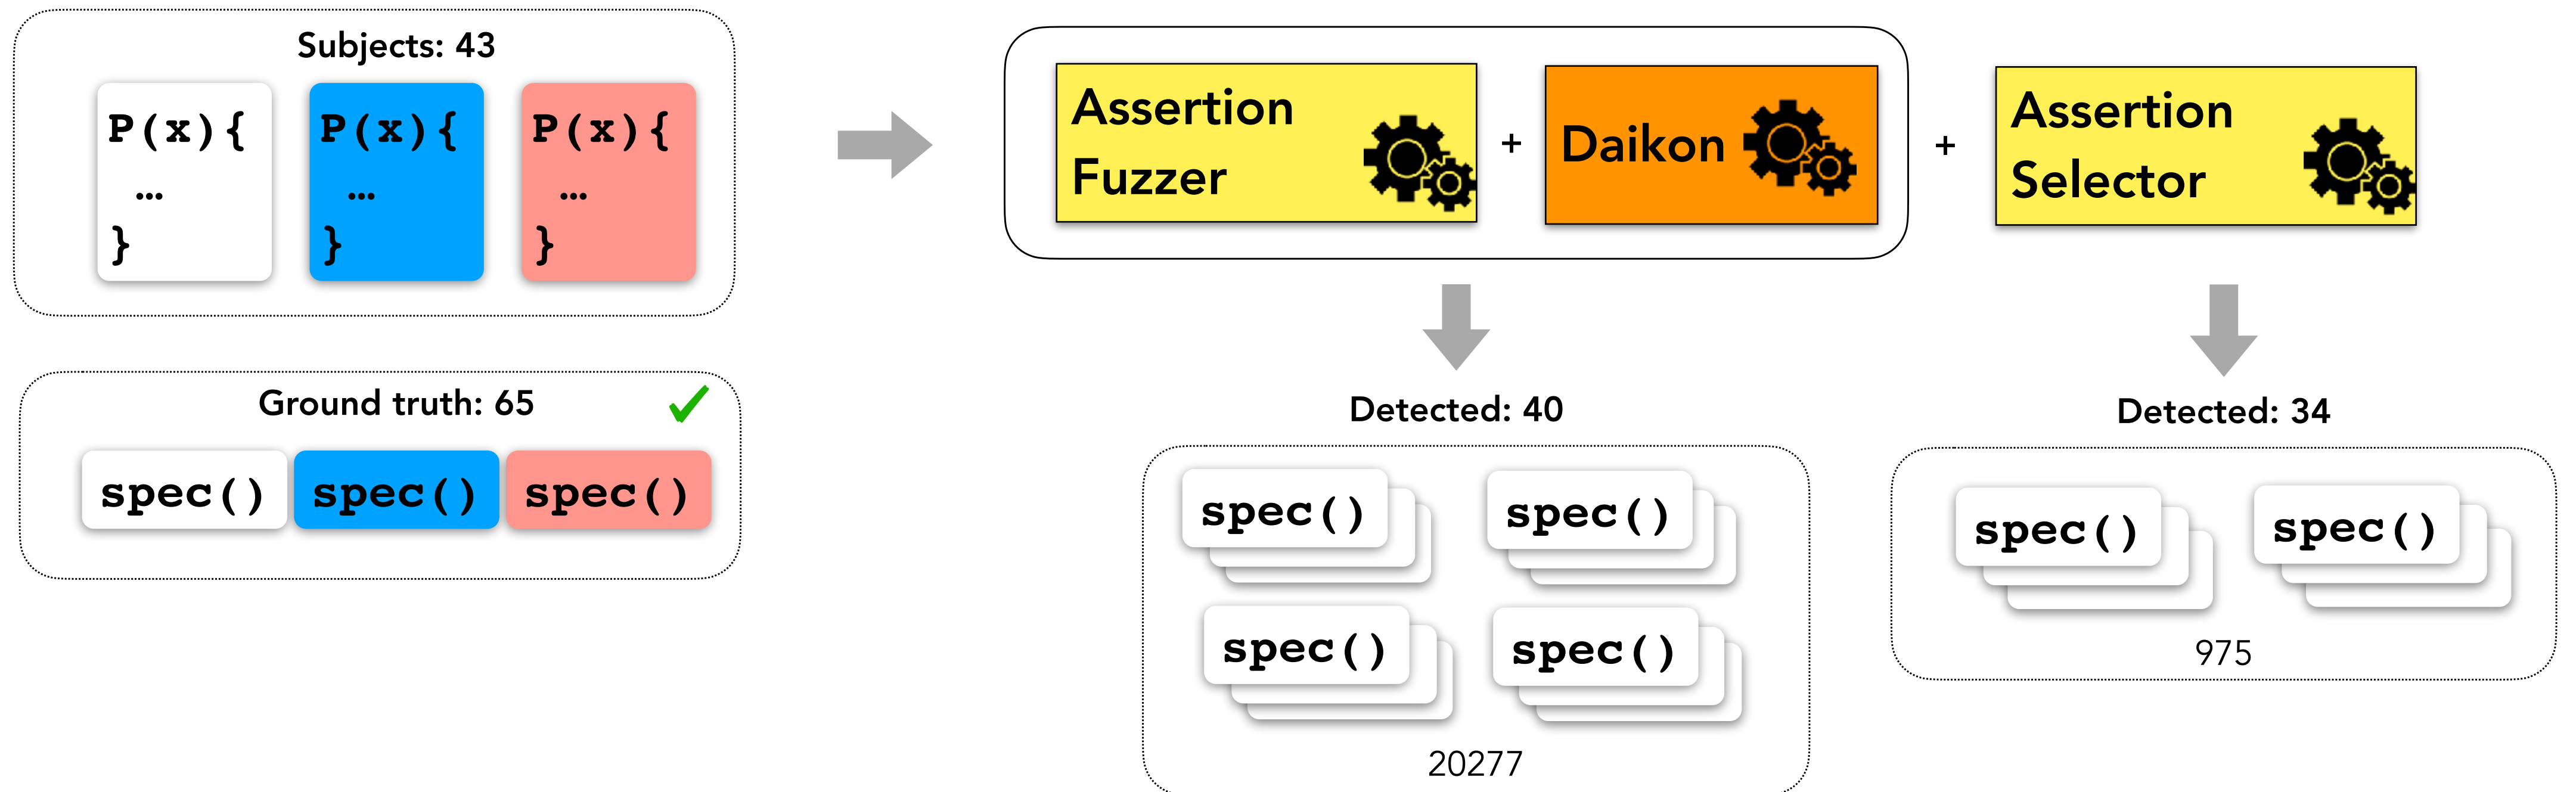 Subjects: 43
P(x){
…
}
P(x){
…
}
P(x){
…
}
Ground truth: 65
spec()
spec()
spec()
Assertion
Fuzzer
+
Daikon
+
Assertion
Selector
Detected: 40
spec()
spec()
spec()
spec()
20277
Detected: 34
spec()
spec()
975